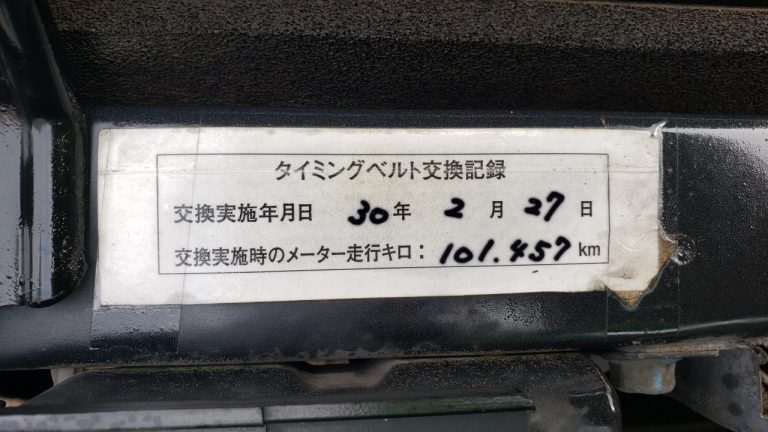 タイミングベルト交換記録
交換実施年月日 30年 2月 27日
交換実施時のメーター走行キロ：101.457km